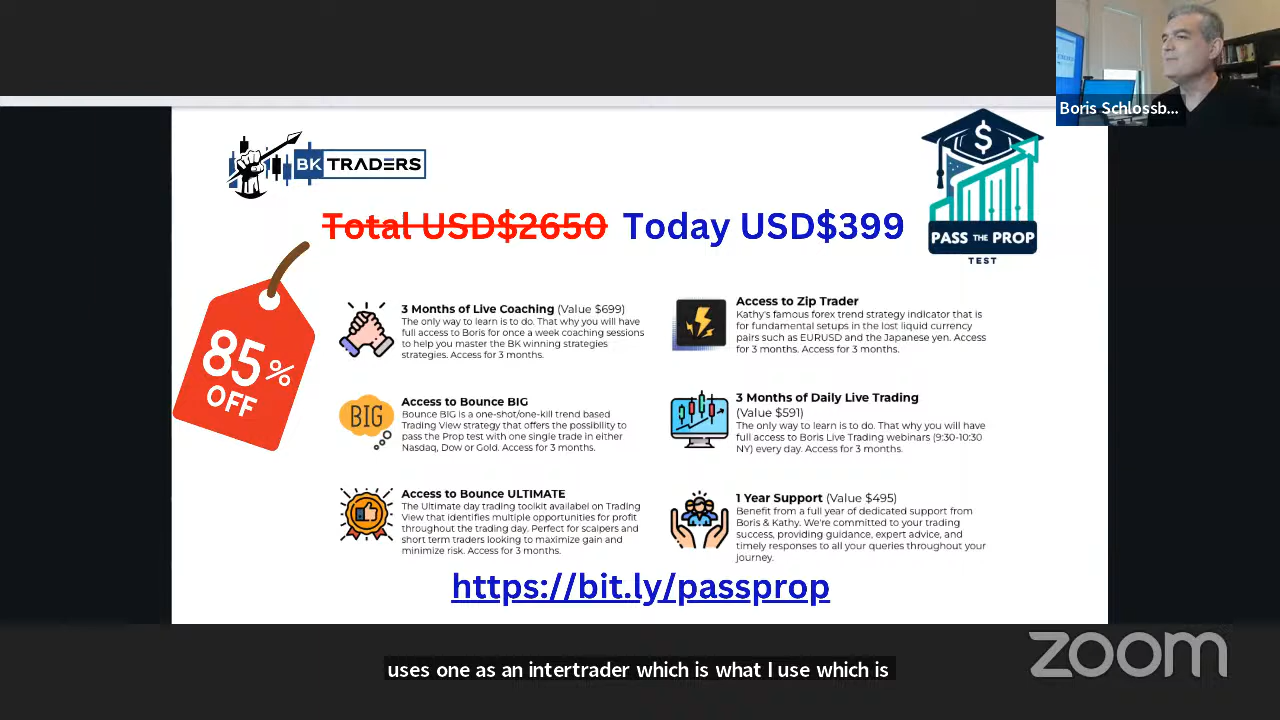 Boris Schlossb...
BK TRADERS
$
PASS THE PROP
TEST
Total USD$2650 Today USD$399
85%
OFF
3 Months of Live Coaching (Value $699)
The only way to learn is to do. That why you will have
full access to Boris for once a week coaching sessions
to help you master the BK winning strategies
strategies. Access for 3 months.
BIG
Access to Bounce BIG
Bounce BIG is a one-shot/one-kill trend based
Trading View strategy that offers the possibility to
pass the Prop test with one single trade in either
Nasdaq, Dow or Gold. Access for 3 months.
Access to Bounce ULTIMATE
The Ultimate day trading toolkit availabel on Trading
View that identifies multiple opportunities for profit
throughout the trading day. Perfect for scalpers and
short term traders looking to maximize gain and
minimize risk. Access for 3 months.
Access to Zip Trader
Kathy's famous forex trend strategy indicator that is
for fundamental setups in the lost liquid currency
pairs such as EURUSD and the Japanese yen. Access
for 3 months. Access for 3 months.
3 Months of Daily Live Trading
(Value $591)
The only way to learn is to do. That why you will have
full access to Boris Live Trading webinars (9:30-10:30
NY) every day. Access for 3 months.
1 Year Support (Value $495)
Benefit from a full year of dedicated support from
Boris & Kathy. We're committed to your trading
success, providing guidance, expert advice, and
timely responses to all your queries throughout your
journey.
https://bit.ly/passprop
uses one as an intertrader which is what I use which is
zoom